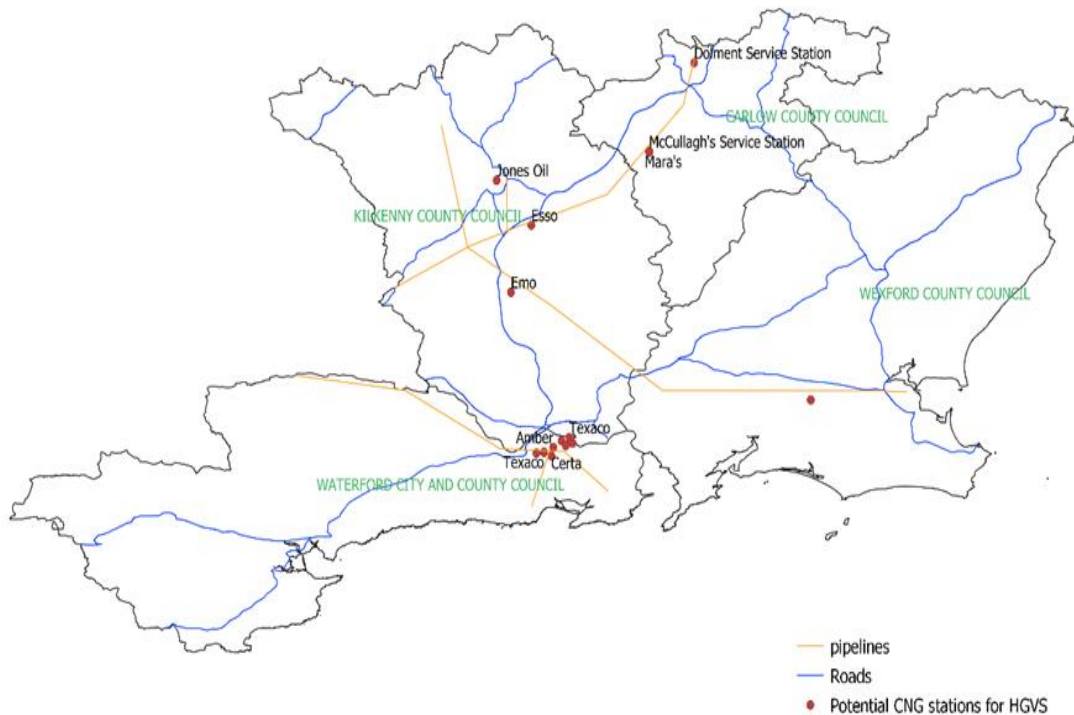 Dolment Service Station
CARLOW COUNTY COUNCIL
McCullagh's Service Station
Mara's
Jones Oil
KILKENNY COUNTY COUNCIL
Esso
Emo
WEXFORD COUNTY COUNCIL
Texaco
Amber
Texaco
Certa
WATERFORD CITY AND COUNTY COUNCIL
pipelines
Roads
Potential CNG stations for HGVS